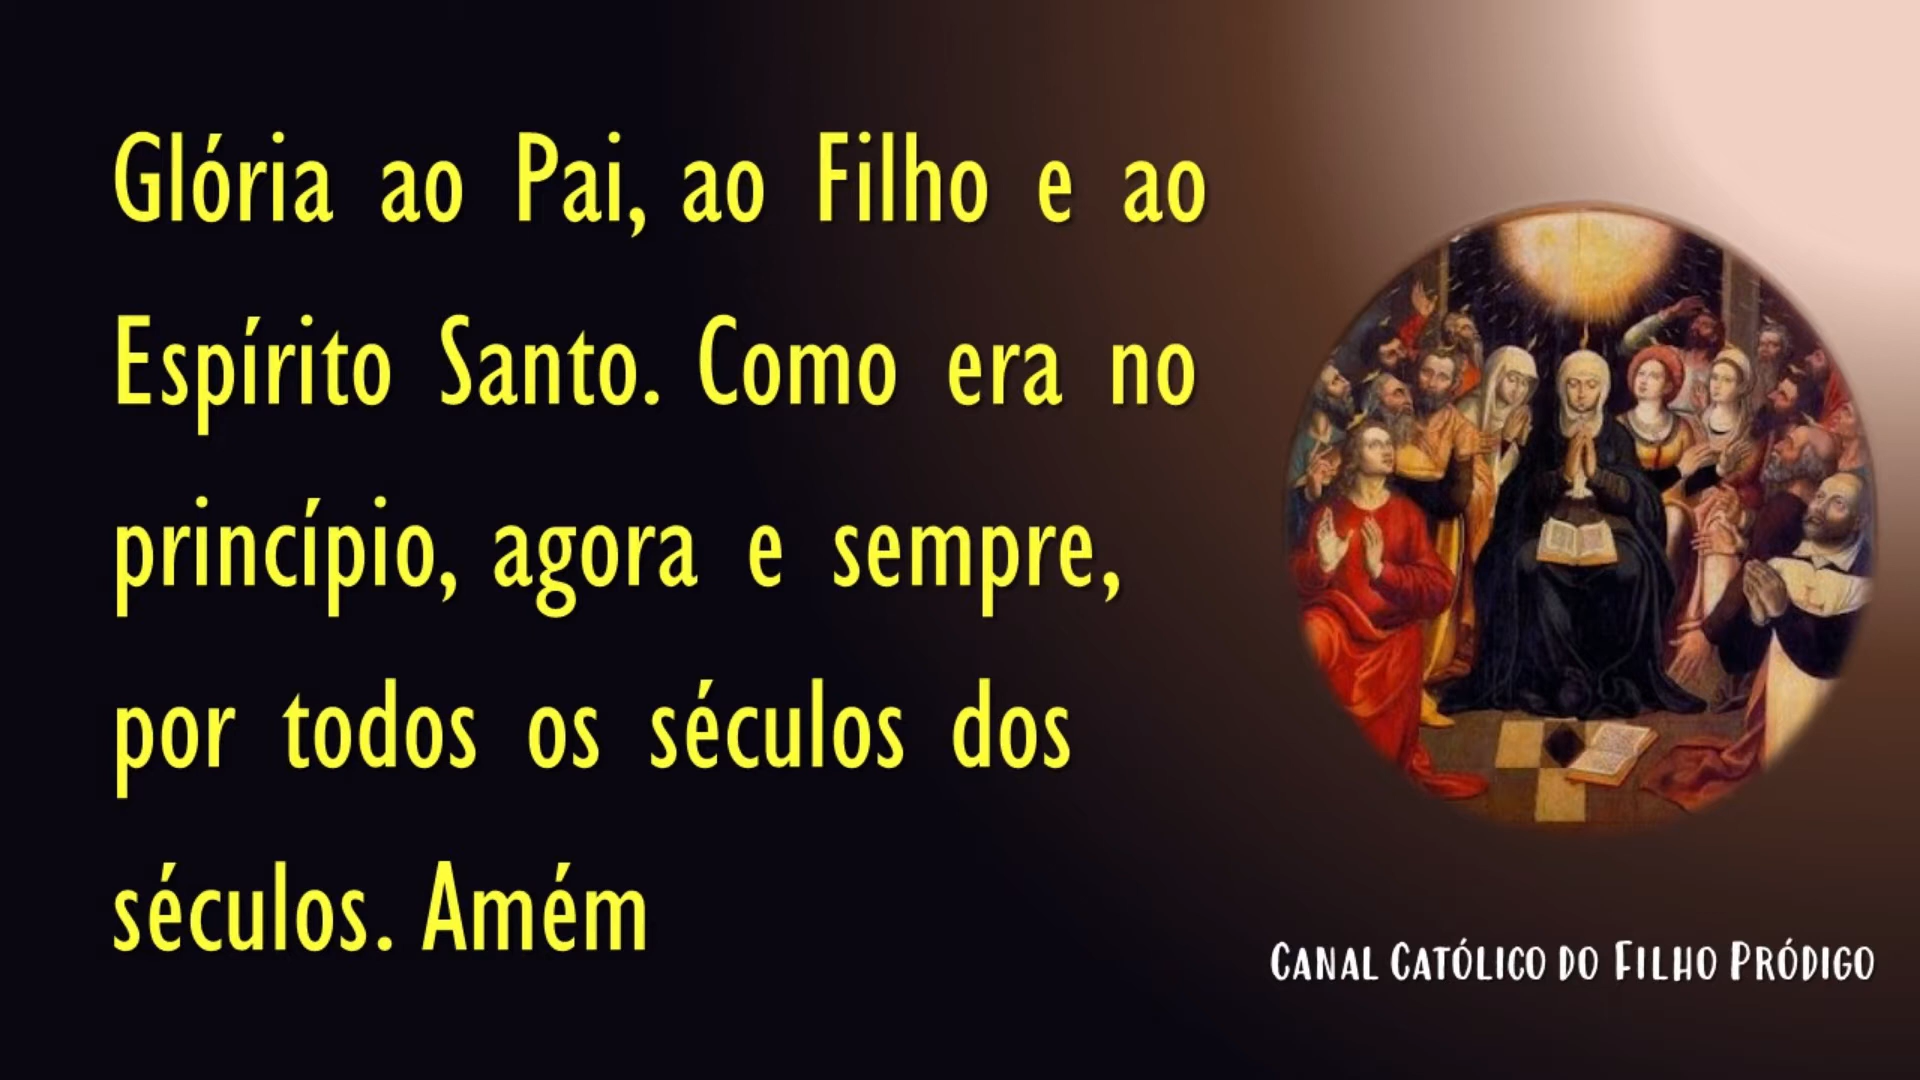 Glória ao Pai, ao Filho e ao
Espírito Santo. Como era no
princípio, agora e sempre,
por todos os séculos dos
séculos. Amém
CANAL CATÓLICO DO FILHO PRÓDIGO